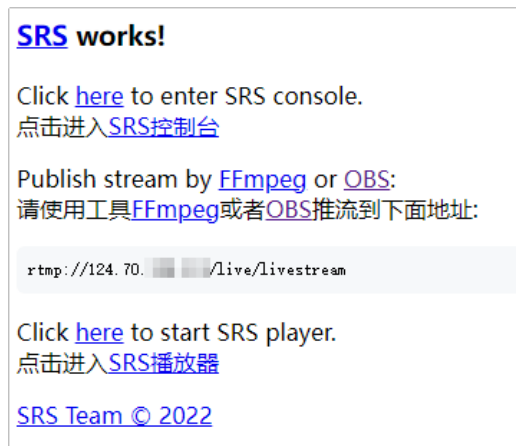 SRS works!
Click here to enter SRS console.
点击进入SRS控制台
Publish stream by FFmpeg or OBS:
请使用工具FFmpeg或者OBS推流到下面地址:
rtmp://124.70. /live/livestream
Click here to start SRS player.
点击进入SRS播放器
SRS Team © 2022